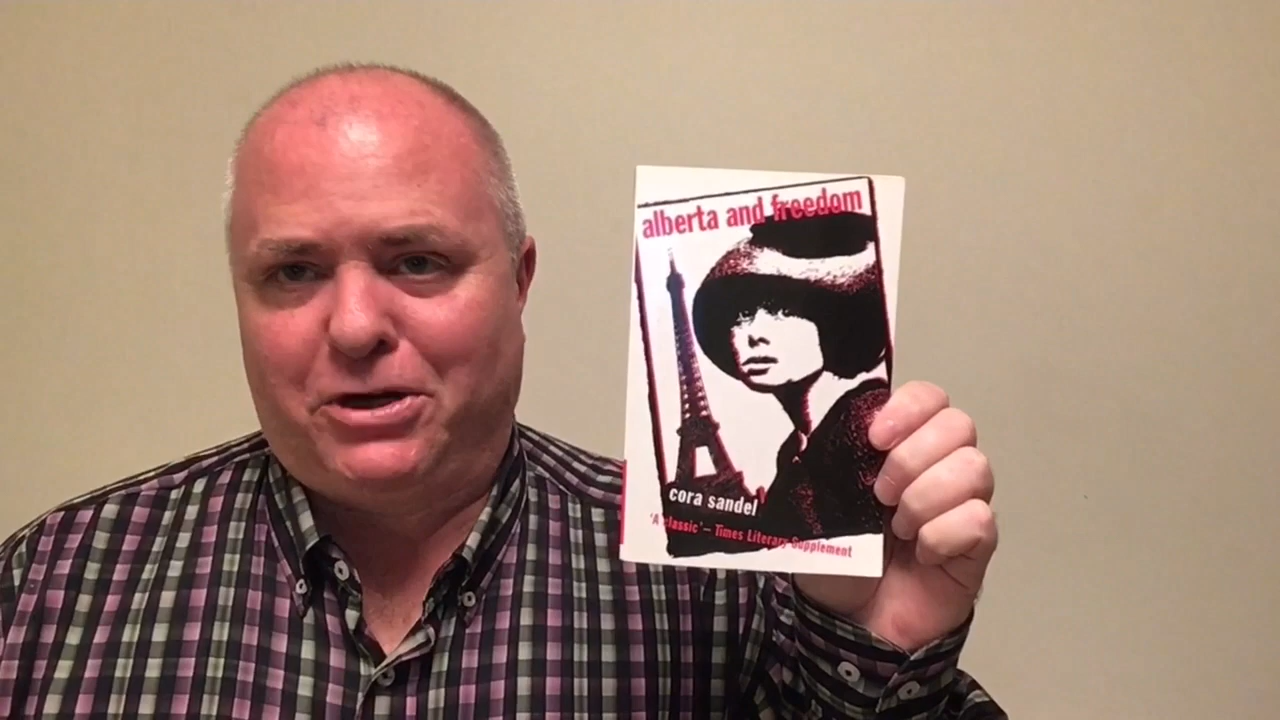 alberta and freedom
cora sandel
'A classic' – Times Literary Supplement